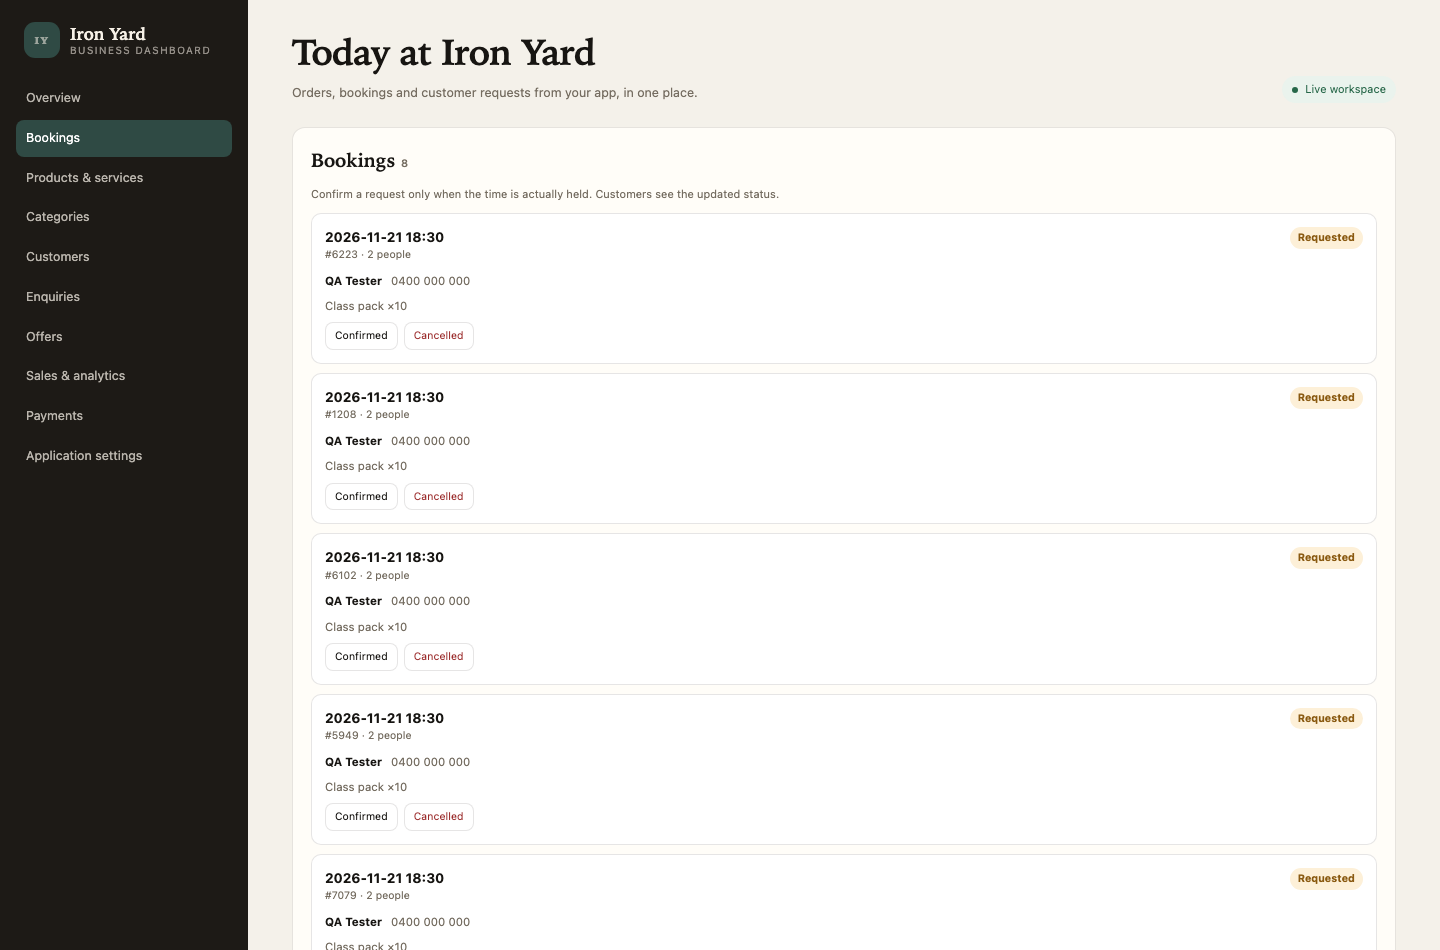 IY
Iron Yard
BUSINESS DASHBOARD
Overview
Bookings
Products & services
Categories
Customers
Enquiries
Offers
Sales & analytics
Payments
Application settings
Today at Iron Yard
Orders, bookings and customer requests from your app, in one place.
Live workspace
Bookings 8
Confirm a request only when the time is actually held. Customers see the updated status.
2026-11-21 18:30
Requested
#6223 · 2 people
QA Tester 0400 000 000
Class pack ×10
Confirmed Cancelled
2026-11-21 18:30
Requested
#1208 · 2 people
QA Tester 0400 000 000
Class pack ×10
Confirmed Cancelled
2026-11-21 18:30
Requested
#6102 · 2 people
QA Tester 0400 000 000
Class pack ×10
Confirmed Cancelled
2026-11-21 18:30
Requested
#5949 · 2 people
QA Tester 0400 000 000
Class pack ×10
Confirmed Cancelled
2026-11-21 18:30
Requested
#7079 · 2 people
QA Tester 0400 000 000
Class pack ×10